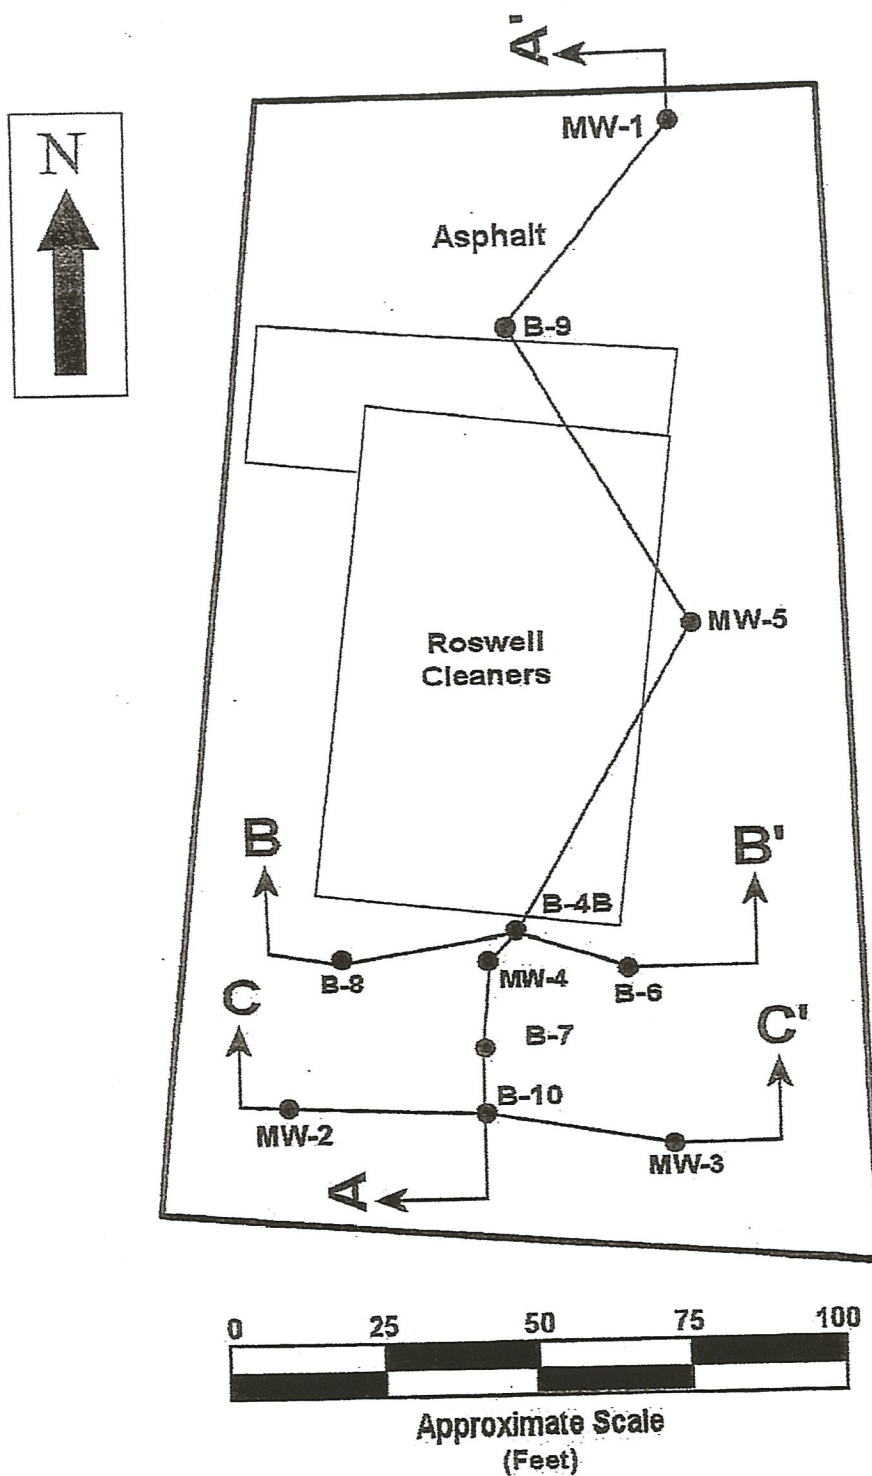 A'
MW-1
N
Asphalt
B-9
MW-5
Roswell
Cleaners
B
B'
B-4B
B-8
MW-4
B-6
C
C'
B-7
B-10
MW-2
MW-3
A
0 25 50 75 100
Approximate Scale
(Feet)